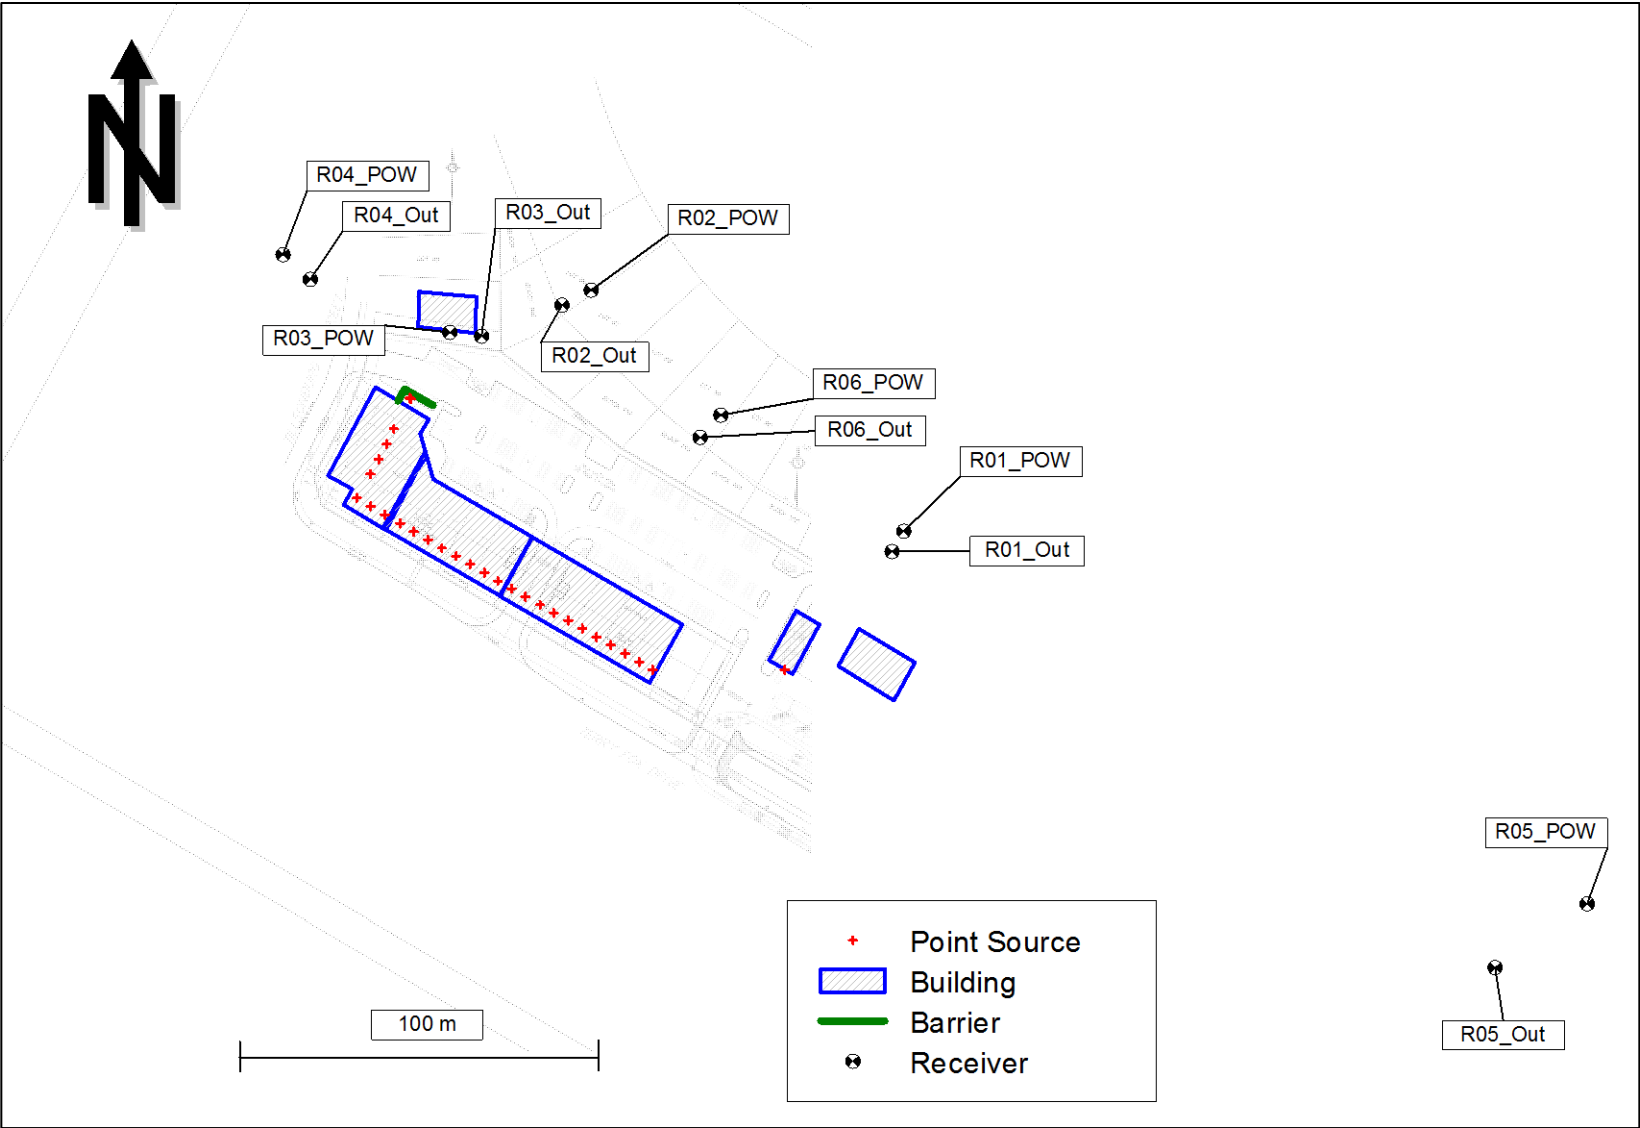 N
R04_POW
R04_Out
R03_Out
R02_POW
R03_POW
R02_Out
R06_POW
R06_Out
R01_POW
R01_Out
R05_POW
R05_Out
100 m
Point Source
Building
Barrier
Receiver